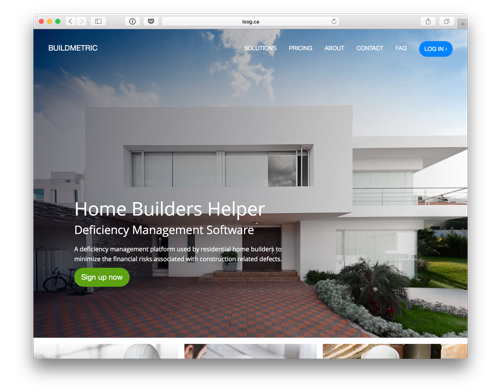 loog.ca
BUILDMETRIC
SOLUTIONS PRICING ABOUT CONTACT FAQ LOG IN ›
Home Builders Helper
Deficiency Management Software
A deficiency management platform used by residential home builders to
minimize the financial risks associated with construction related defects.
Sign up now